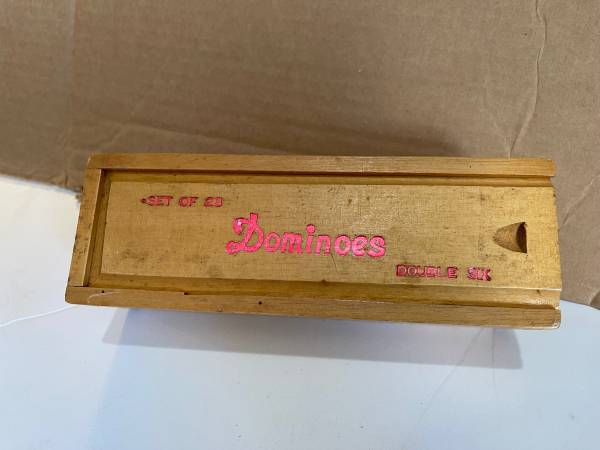 SET OF 28
Dominoes
DOUBLE SIX